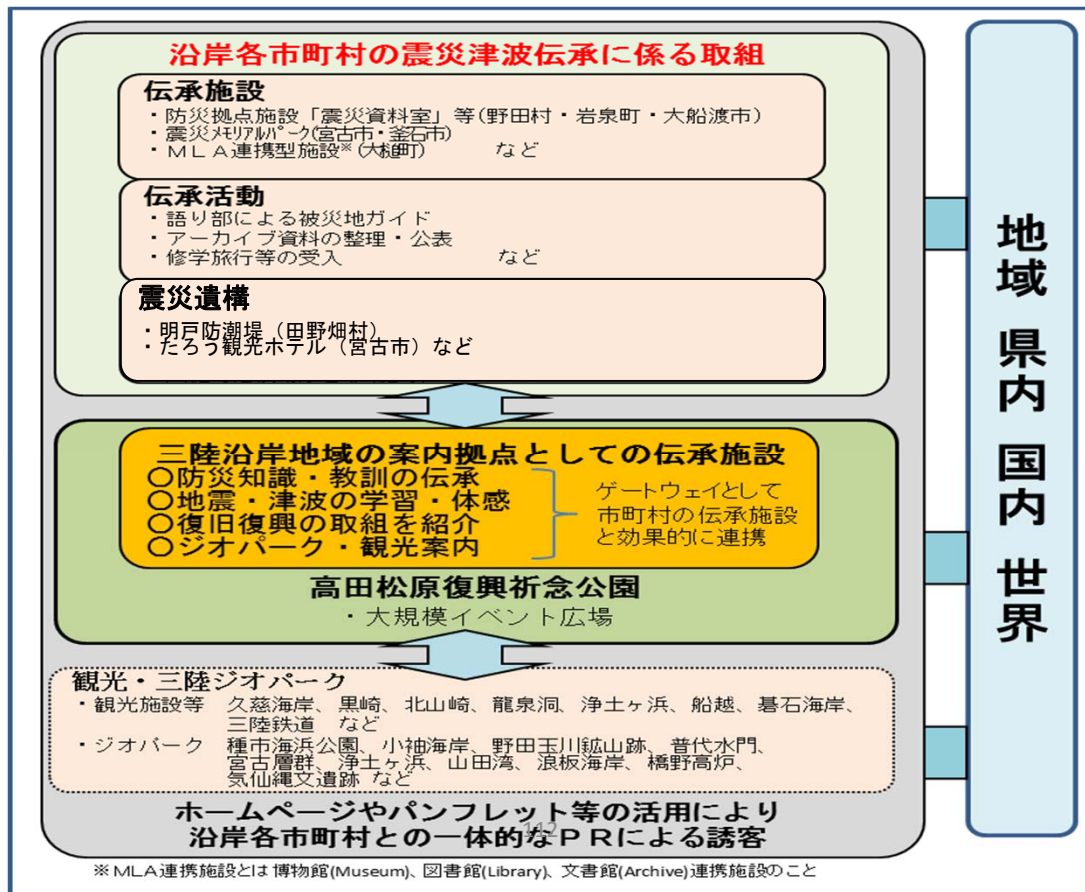 沿岸各市町村の震災津波伝承に係る取組
伝承施設
・防災拠点施設「震災資料室」等(野田村・岩泉町・大船渡市)
・震災メモリアルパーク(宮古市・釜石市)
・MLA連携型施設※(大槌町) など
伝承活動
・語り部による被災地ガイド
・アーカイブ資料の整理・公表
・修学旅行等の受入 など
震災遺構
・明戸防潮堤（田野畑村）
・たろう観光ホテル（宮古市）など
三陸沿岸地域の案内拠点としての伝承施設
○防災知識・教訓の伝承
○地震・津波の学習・体感
○復旧復興の取組を紹介
○ジオパーク・観光案内
ゲートウェイとして
市町村の伝承施設
と効果的に連携
高田松原復興祈念公園
・大規模イベント広場
観光・三陸ジオパーク
・観光施設等 久慈海岸、黒崎、北山崎、龍泉洞、浄土ヶ浜、船越、碁石海岸、
三陸鉄道 など
・ジオパーク 種市海浜公園、小袖海岸、野田玉川鉱山跡、普代水門、
宮古層群、浄土ヶ浜、山田湾、浪板海岸、橋野高炉、
気仙縄文遺跡 など
ホームページやパンフレット等の活用により
沿岸各市町村との一体的なPRによる誘客
112
※MLA連携施設とは博物館(Museum)、図書館(Library)、文書館(Archive)連携施設のこと
地域 県内 国内 世界